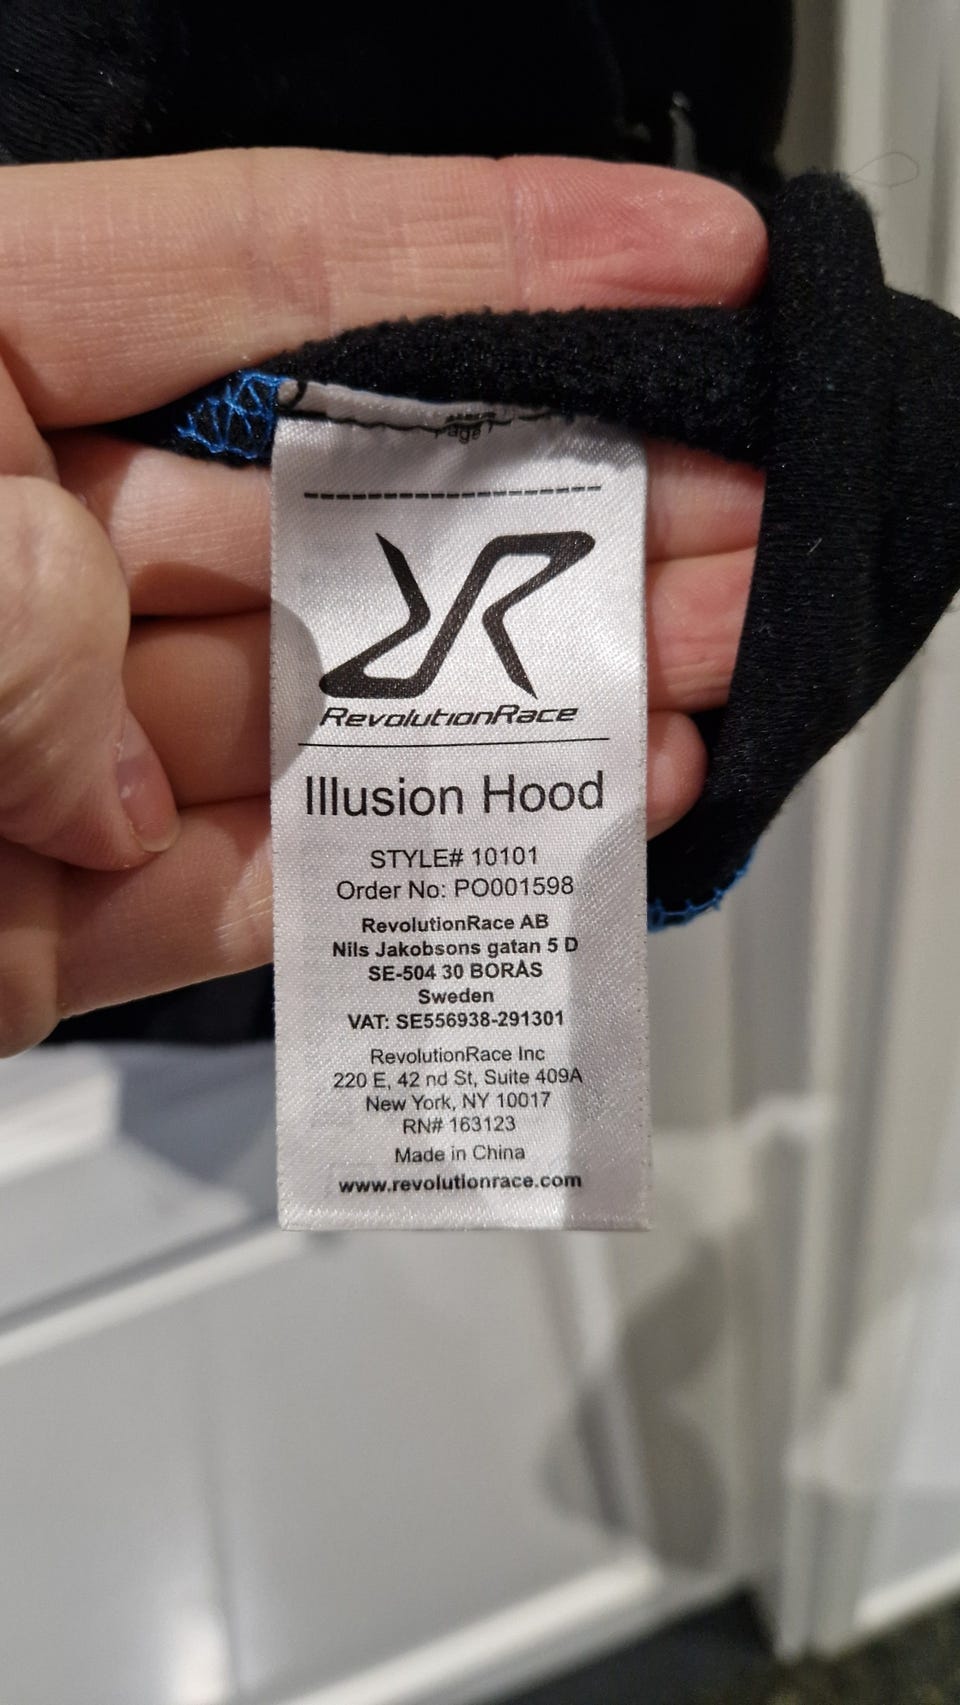 RevolutionRace
Illusion Hood
STYLE# 10101
Order No: PO001598
RevolutionRace AB
Nils Jakobsons gatan 5 D
SE-504 30 BORÅS
Sweden
VAT: SE556938-291301
RevolutionRace Inc
220 E, 42 nd St, Suite 409A
New York, NY 10017
RN# 163123
Made in China
www.revolutionrace.com